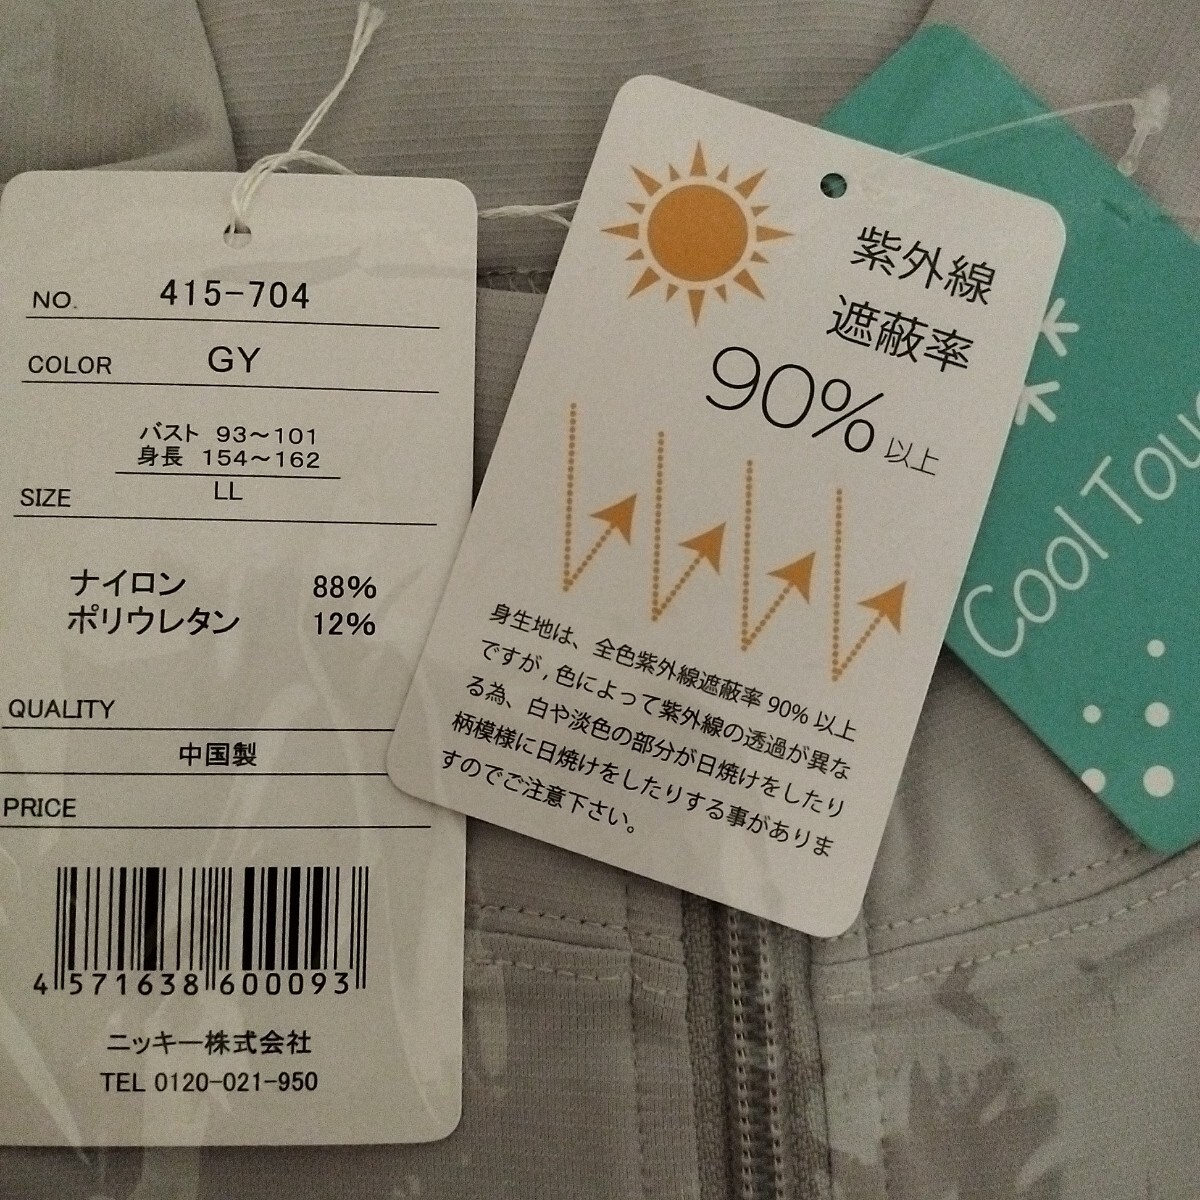 NO. 415-704
COLOR GY
バスト 93～101
身長 154～162
SIZE LL
ナイロン 88%
ポリウレタン 12%
QUALITY
中国製
PRICE
4 571638 600093
ニッキー株式会社
TEL 0120-021-950
紫外線
遮蔽率
90%以上
身生地は、全色紫外線遮蔽率 90% 以上
ですが,色によって紫外線の透過が異な
る為、白や淡色の部分が日焼けをしたり
柄模様に日焼けをしたりする事がありま
すのでご注意下さい。
Cool